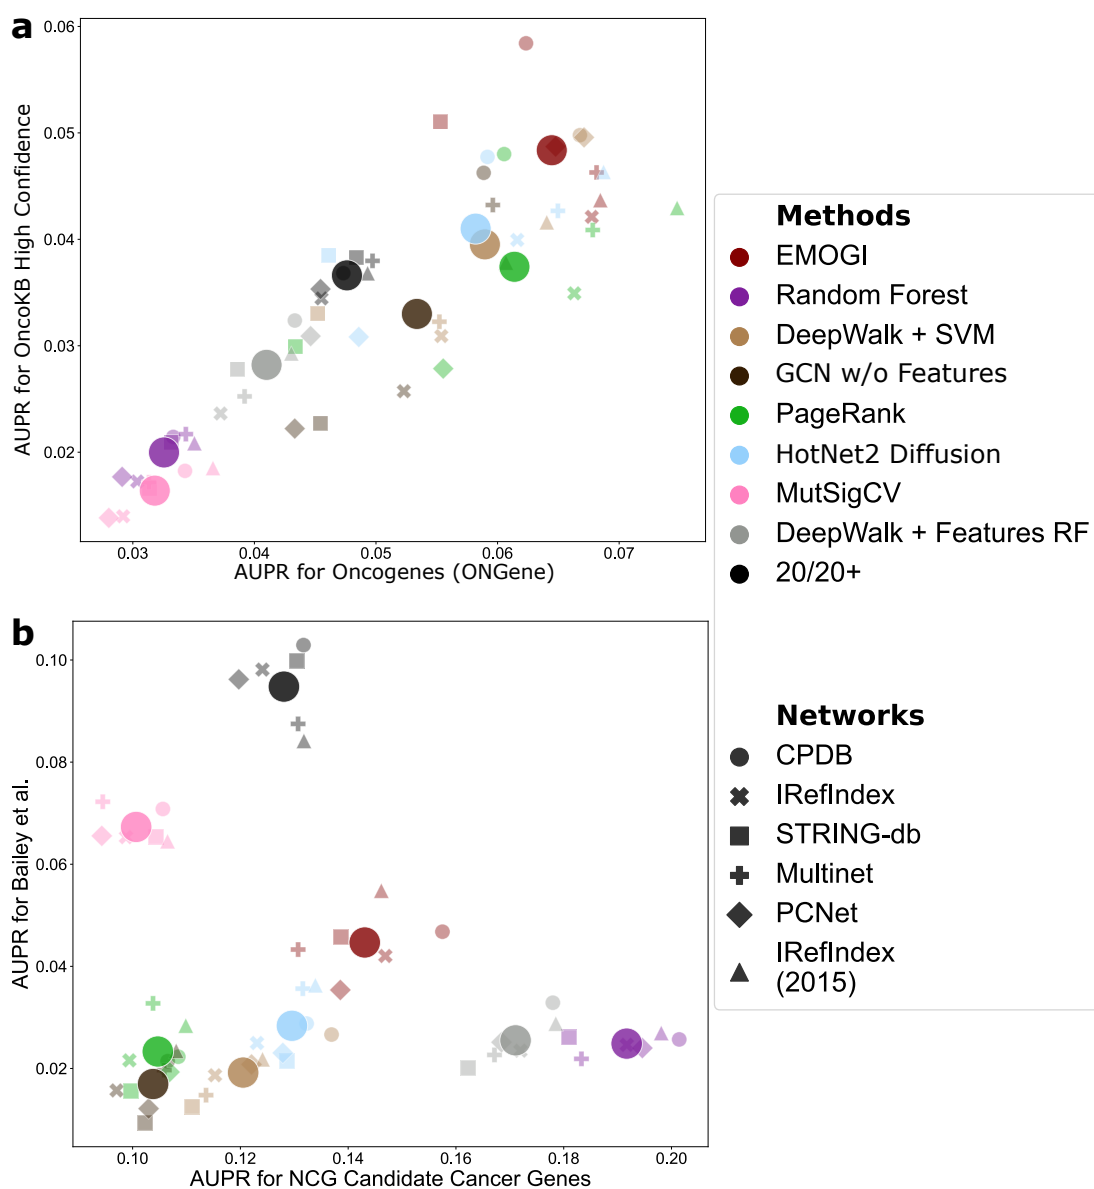 a
0.06
0.05
0.04
0.03
0.02
AUPR for OncoKB High Confidence
0.03 0.04 0.05 0.06 0.07
AUPR for Oncogenes (ONGene)
Methods
EMOGI
Random Forest
DeepWalk + SVM
GCN w/o Features
PageRank
HotNet2 Diffusion
MutSigCV
DeepWalk + Features RF
20/20+
Networks
CPDB
IRefIndex
STRING-db
Multinet
PCNet
IRefIndex
(2015)
b
0.10
0.08
0.06
0.04
0.02
AUPR for Bailey et al.
0.10 0.12 0.14 0.16 0.18 0.20
AUPR for NCG Candidate Cancer Genes